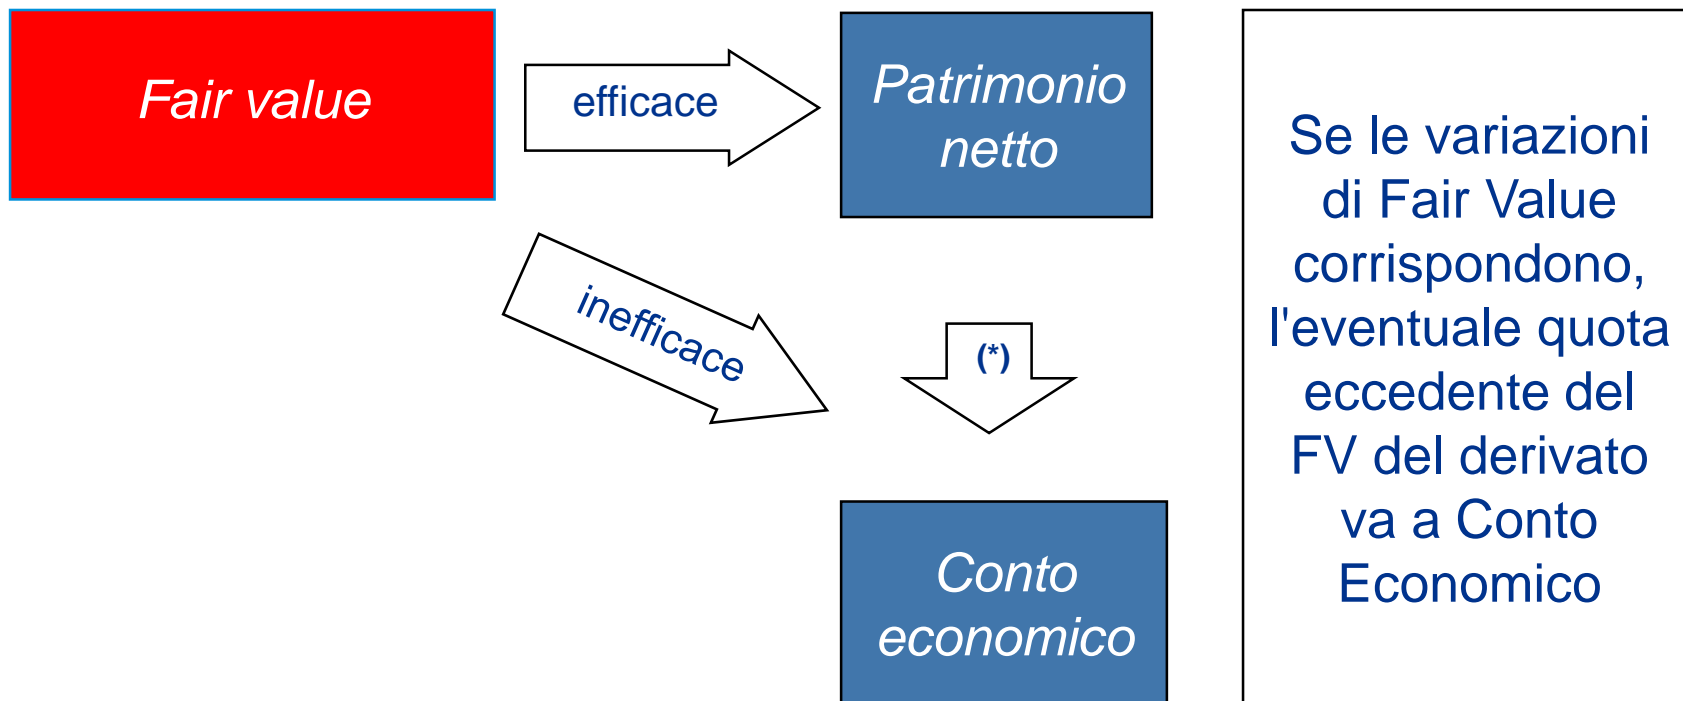 Fair value
efficace
Patrimonio
netto
inefficace
(*)
Conto
economico
Se le variazioni
di Fair Value
corrispondono,
l'eventuale quota
eccedente del
FV del derivato
va a Conto
Economico